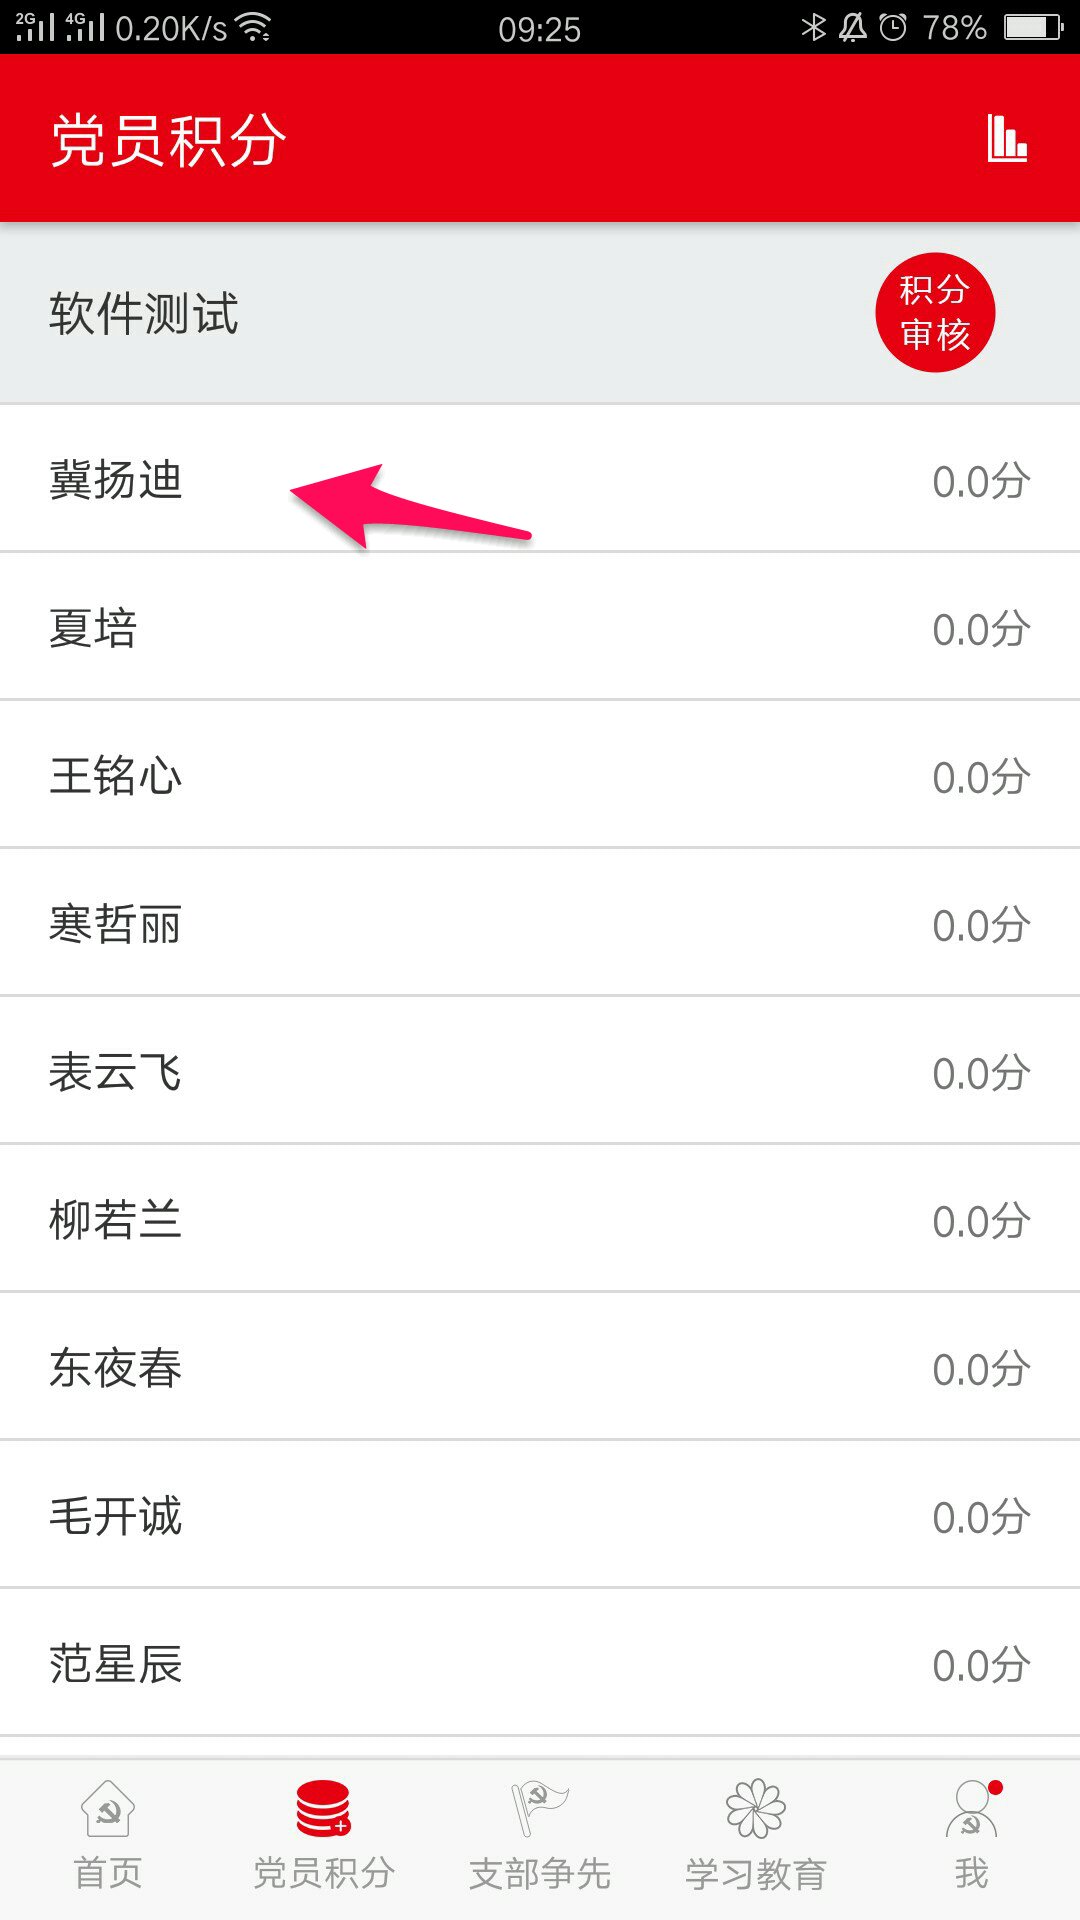 2G 4G 0.20K/s 09:25 78%
党员积分
软件测试
积分
审核
冀扬迪 0.0分
夏培 0.0分
王铭心 0.0分
寒哲丽 0.0分
表云飞 0.0分
柳若兰 0.0分
东夜春 0.0分
毛开诚 0.0分
范星辰 0.0分
首页 党员积分 支部争先 学习教育 我